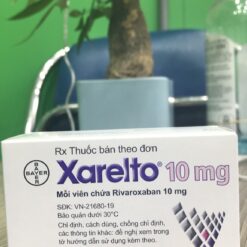 Rx Thuốc bán theo đơn
BAYER
BAYER
Xarelto® 10 mg
Mỗi viên chứa Rivaroxaban 10 mg
SĐK: VN-21680-19
Bảo quản dưới 30°C
Chỉ định, cách dùng, chống chỉ định,
các thông tin khác: đề nghị xem trong
tờ hướng dẫn sử dụng kèm theo.